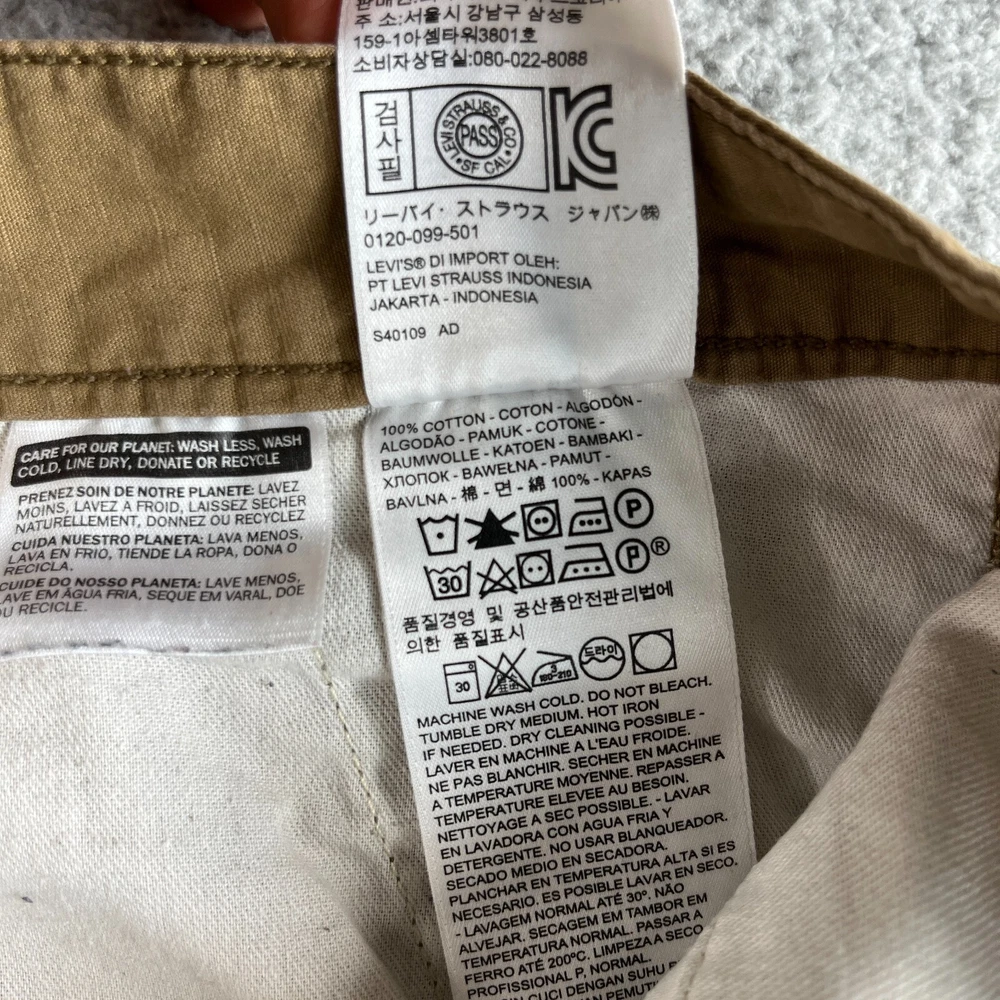 주 소:서울시 강남구 삼성동
159-1아셈타워3801호
소비자상담실:080-022-8088
검사필
LEVI STRAUSS & CO
PASS
SF CAL
KC
リーバイ・ストラウス ジャパン㈱
0120-099-501
LEVI'S® DI IMPORT OLEH:
PT LEVI STRAUSS INDONESIA
JAKARTA - INDONESIA
S40109 AD
CARE FOR OUR PLANET: WASH LESS, WASH
COLD, LINE DRY, DONATE OR RECYCLE
PRENEZ SOIN DE NOTRE PLANETE: LAVEZ
MOINS, LAVEZ A FROID, LAISSEZ SECHER
NATURELLEMENT, DONNEZ OU RECYCLEZ
CUIDA NUESTRO PLANETA: LAVA MENOS,
LAVA EN FRIO, TIENDE LA ROPA, DONA O
RECICLA.
CUIDE DO NOSSO PLANETA: LAVE MENOS,
LAVE EM ÁGUA FRIA, SEQUE EM VARAL, DOE
OU RECICLE.
100% COTTON - COTON - ALGODÓN -
ALGODÃO - PAMUK - COTONE -
BAUMWOLLE - KATOEN - BAMBAKI -
ХЛОПОК - BAWEŁNA - PAMUT -
BAVLNA - 棉 - 면 - 綿 100% - KAPAS
P
30 P®
품질경영 및 공산품안전관리법에
의한 품질표시
30 3 180-210 드라이
MACHINE WASH COLD. DO NOT BLEACH.
TUMBLE DRY MEDIUM. HOT IRON
IF NEEDED. DRY CLEANING POSSIBLE -
LAVER EN MACHINE A L'EAU FROIDE.
NE PAS BLANCHIR. SECHER EN MACHINE
A TEMPERATURE MOYENNE. REPASSER A
TEMPERATURE ELEVEE AU BESOIN.
NETTOYAGE A SEC POSSIBLE. - LAVAR
EN LAVADORA CON AGUA FRIA Y
DETERGENTE. NO USAR BLANQUEADOR.
SECADO MEDIO EN SECADORA.
PLANCHAR EN TEMPERATURA ALTA SI ES
NECESARIO. ES POSIBLE LAVAR EN SECO.
- LAVAGEM NORMAL ATÉ 30º. NÃO
ALVEJAR. SECAGEM EM TAMBOR EM
TEMPERATURA NORMAL. PASSAR A
FERRO ATÉ 200ºC. LIMPEZA A SECO
PROFISSIONAL P, NORMAL.
CUCI DENGAN SUHU